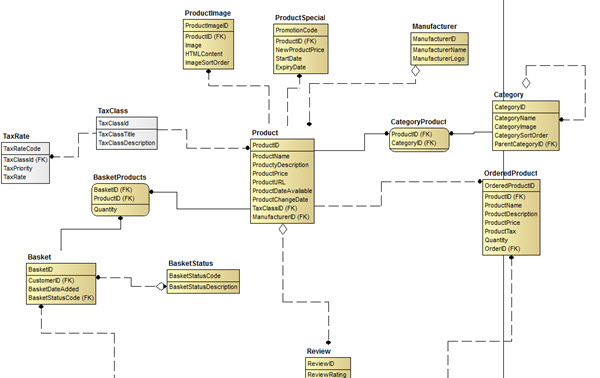 ProductImage
ProductImageID
ProductID (FK)
Image
HTMLContent
ImageSortOrder
ProductSpecial
PromotionCode
ProductID (FK)
NewProductPrice
StartDate
ExpiryDate
Manufacturer
ManufacturerID
ManufacturerName
ManufacturerLogo
Category
CategoryID
CategoryName
CategoryImage
CategorySortOrder
ParentCategoryID (FK)
TaxClass
TaxClassId
TaxClassTitle
TaxClassDescription
TaxRate
TaxRateCode
TaxClassId (FK)
TaxPriority
TaxRate
Product
ProductID
ProductName
ProductyDescription
ProductPrice
ProductURL
ProductDateAvailable
ProductChangeDate
TaxClassID (FK)
ManufacturerID (FK)
CategoryProduct
ProductID (FK)
CategoryID (FK)
OrderedProduct
OrderedProductID
ProductID (FK)
ProductName
ProductDescription
ProductPrice
ProductTax
Quantity
OrderID (FK)
BasketProducts
BasketID (FK)
ProductID (FK)
Quantity
Basket
BasketID
CustomerID (FK)
BasketDateAdded
BasketStatusCode (FK)
BasketStatus
BasketStatusCode
BasketStatusDescription
Review
ReviewID
ReviewRating